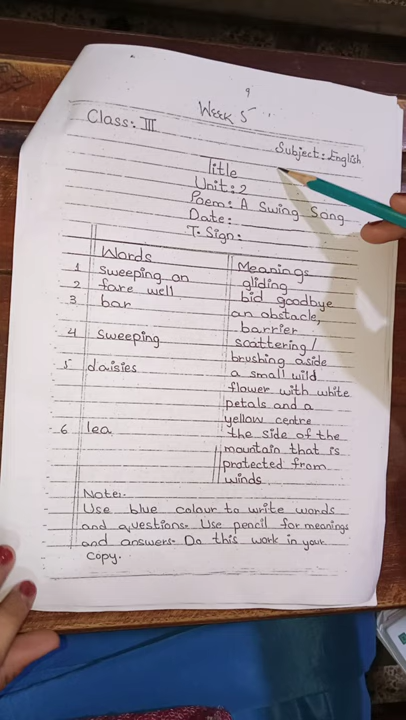 9
Week 5
Class: III
Subject: English
Title
Unit: 2
Poem: A Swing Song
Date:
T. Sign:
Words Meanings
1 sweeping on gliding
2 fare well bid goodbye
3 bar an obstacle,
barrier
4 sweeping scattering/
brushing aside
5 daisies a small wild
flower with white
petals and a
yellow centre
6 lea the side of the
mountain that is
protected from
winds
Note:-
Use blue colour to write words
and questions. Use pencil for meanings
and answers. Do this work in your
copy.